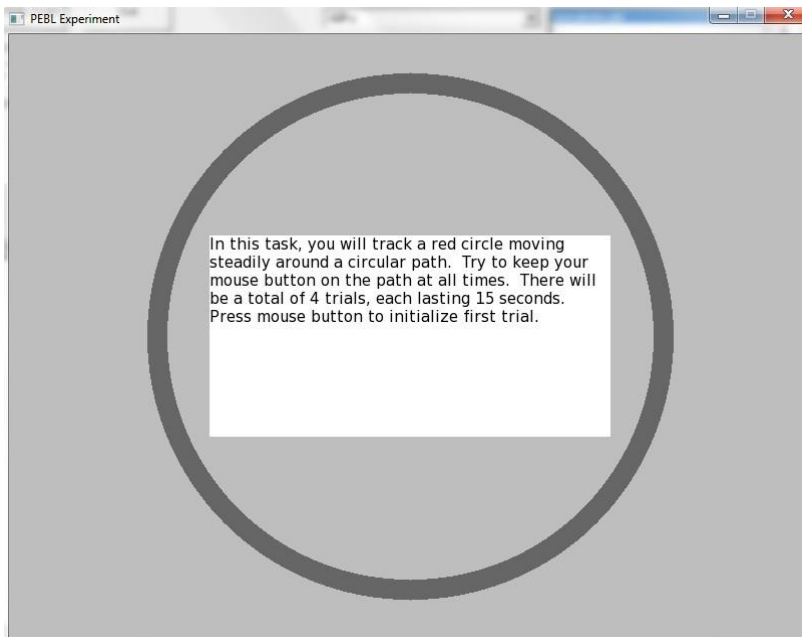 PEBL Experiment
In this task, you will track a red circle moving
steadily around a circular path.  Try to keep your
mouse button on the path at all times.  There will
be a total of 4 trials, each lasting 15 seconds.
Press mouse button to initialize first trial.